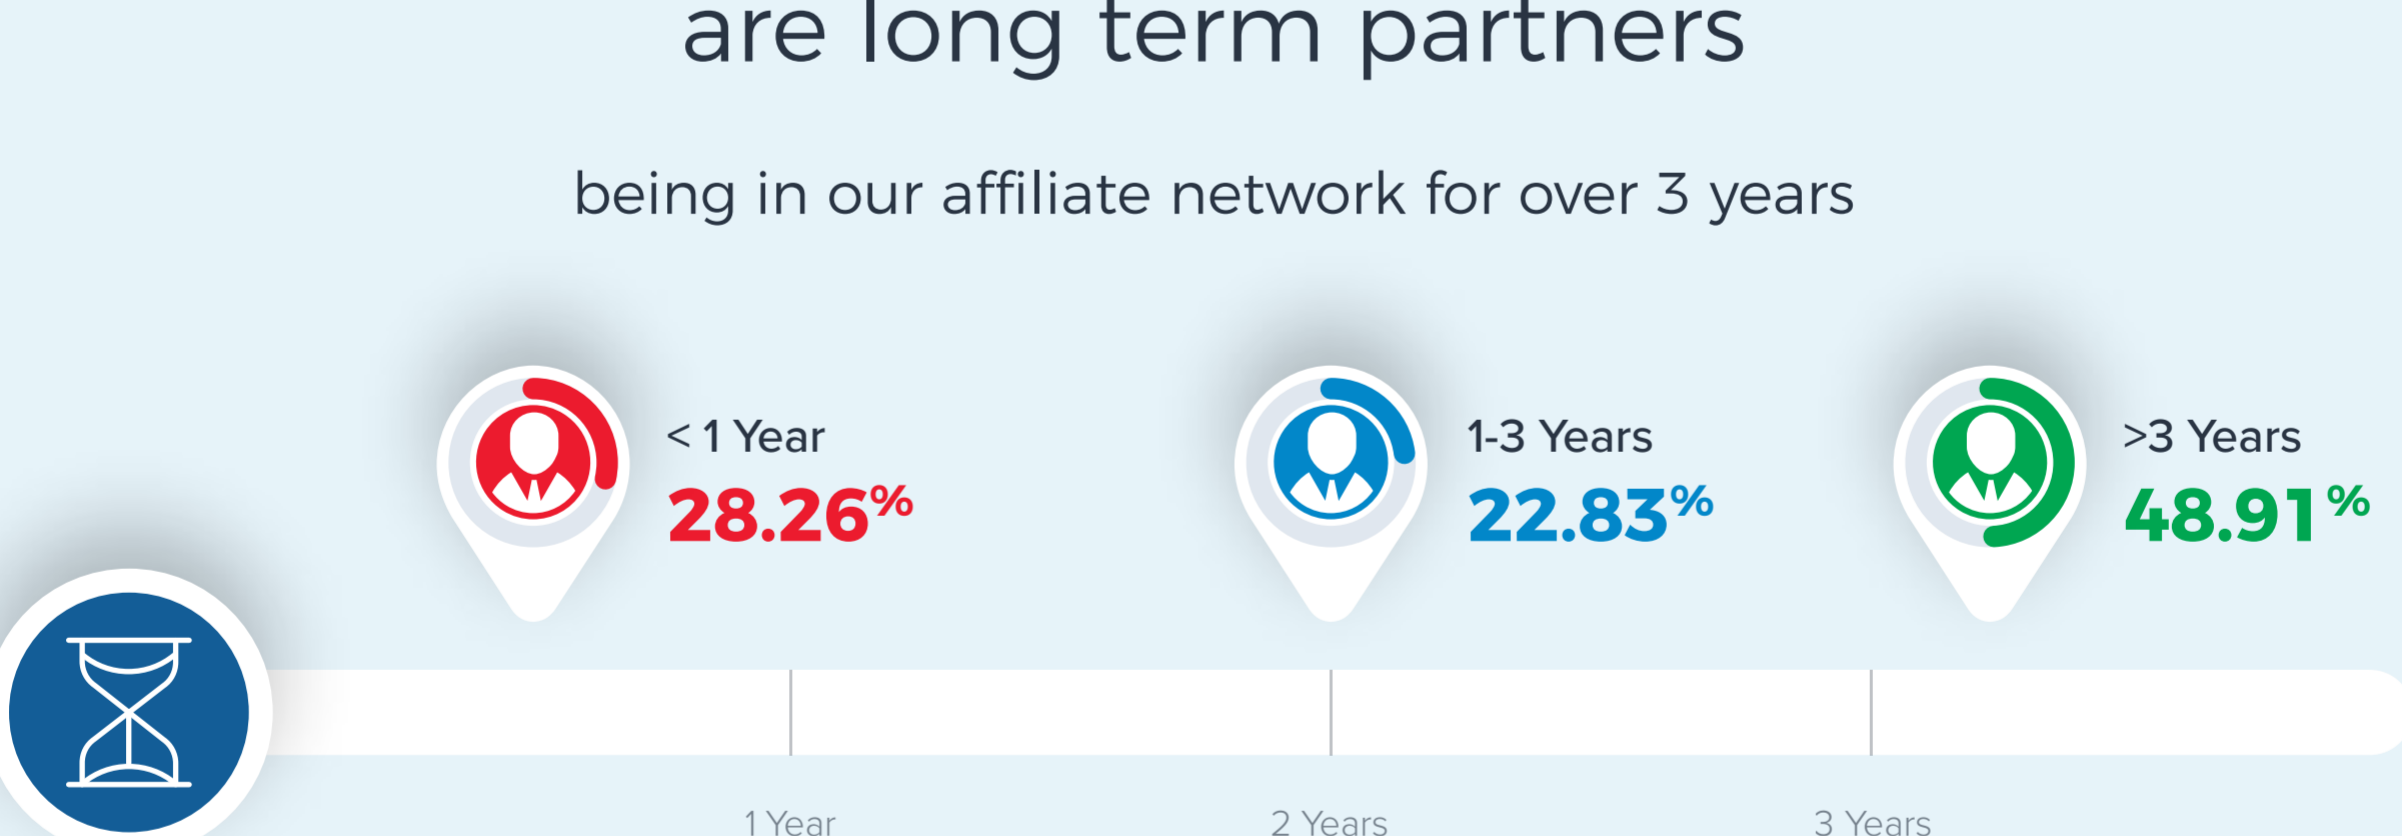 are long term partners
being in our affiliate network for over 3 years
< 1 Year
28.26%
1-3 Years
22.83%
>3 Years
48.91%
1 Year
2 Years
3 Years